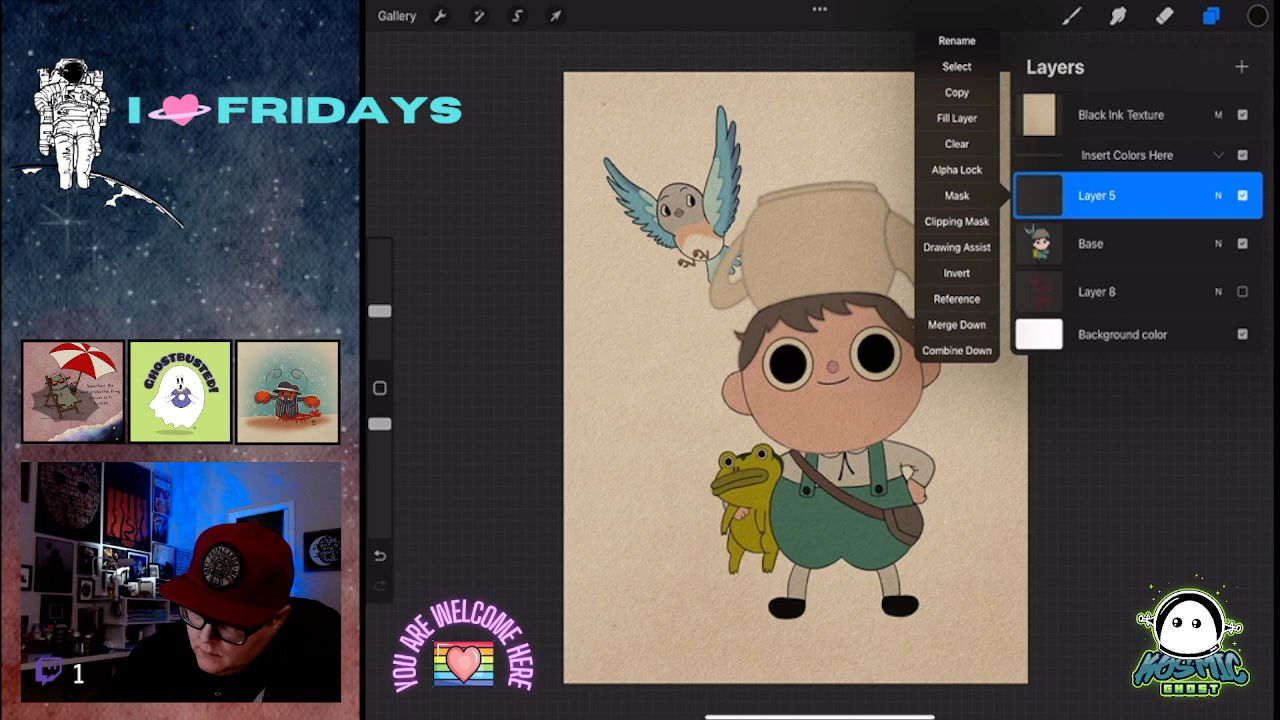 Gallery
I FRIDAYS
GHOSTBUSTED!
1
YOU ARE WELCOME HERE
Rename
Select
Copy
Fill Layer
Clear
Alpha Lock
Mask
Clipping Mask
Drawing Assist
Invert
Reference
Merge Down
Combine Down
Layers
Black Ink Texture M
Insert Colors Here
Layer 5 N
Base N
Layer 8 N
Background color
KOSMIC
GHOST